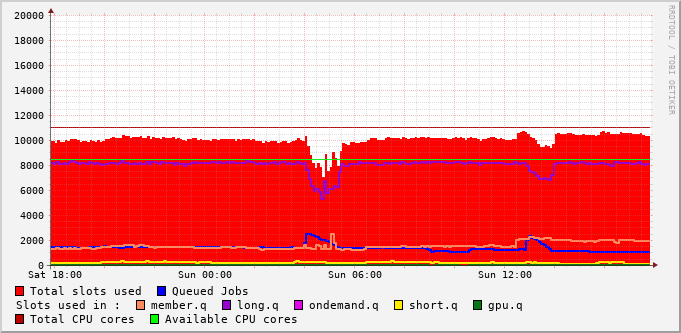 20000
18000
16000
14000
12000
10000
8000
6000
4000
2000
0
Sat 18:00 Sun 00:00 Sun 06:00 Sun 12:00
Total slots used Queued Jobs
Slots used in : member.q long.q ondemand.q short.q gpu.q
Total CPU cores Available CPU cores
RRDTOOL / TOBI OETIKER